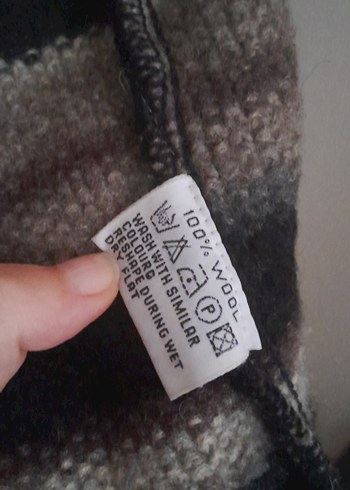 100% WOOL
P
WASH WITH SIMILAR
COLOURS
RESHAPE DURING WET
DRY FLAT